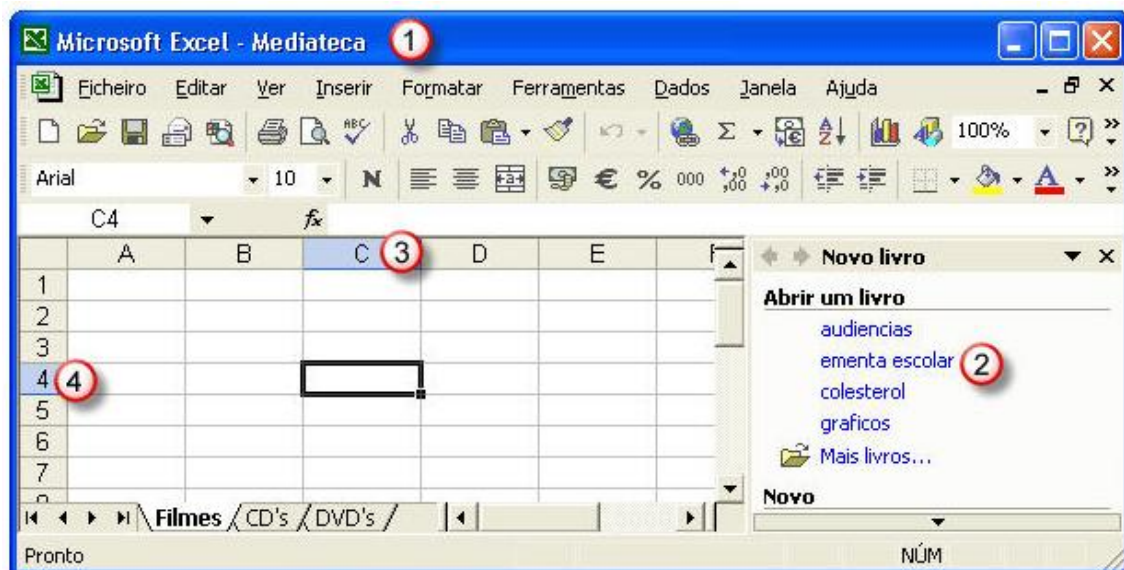 Microsoft Excel - Mediateca 1
Ficheiro Editar Ver Inserir Formatar Ferramentas Dados Janela Ajuda
ABC Σ 100%
Arial 10 N € % 000 A
C4 fx
A B C 3 D E
Novo livro
1
2
3
4 4
5
6
7
Abrir um livro
audiencias
ementa escolar 2
colesterol
graficos
Mais livros...
Novo
Filmes CD's DVD's
Pronto NÚM